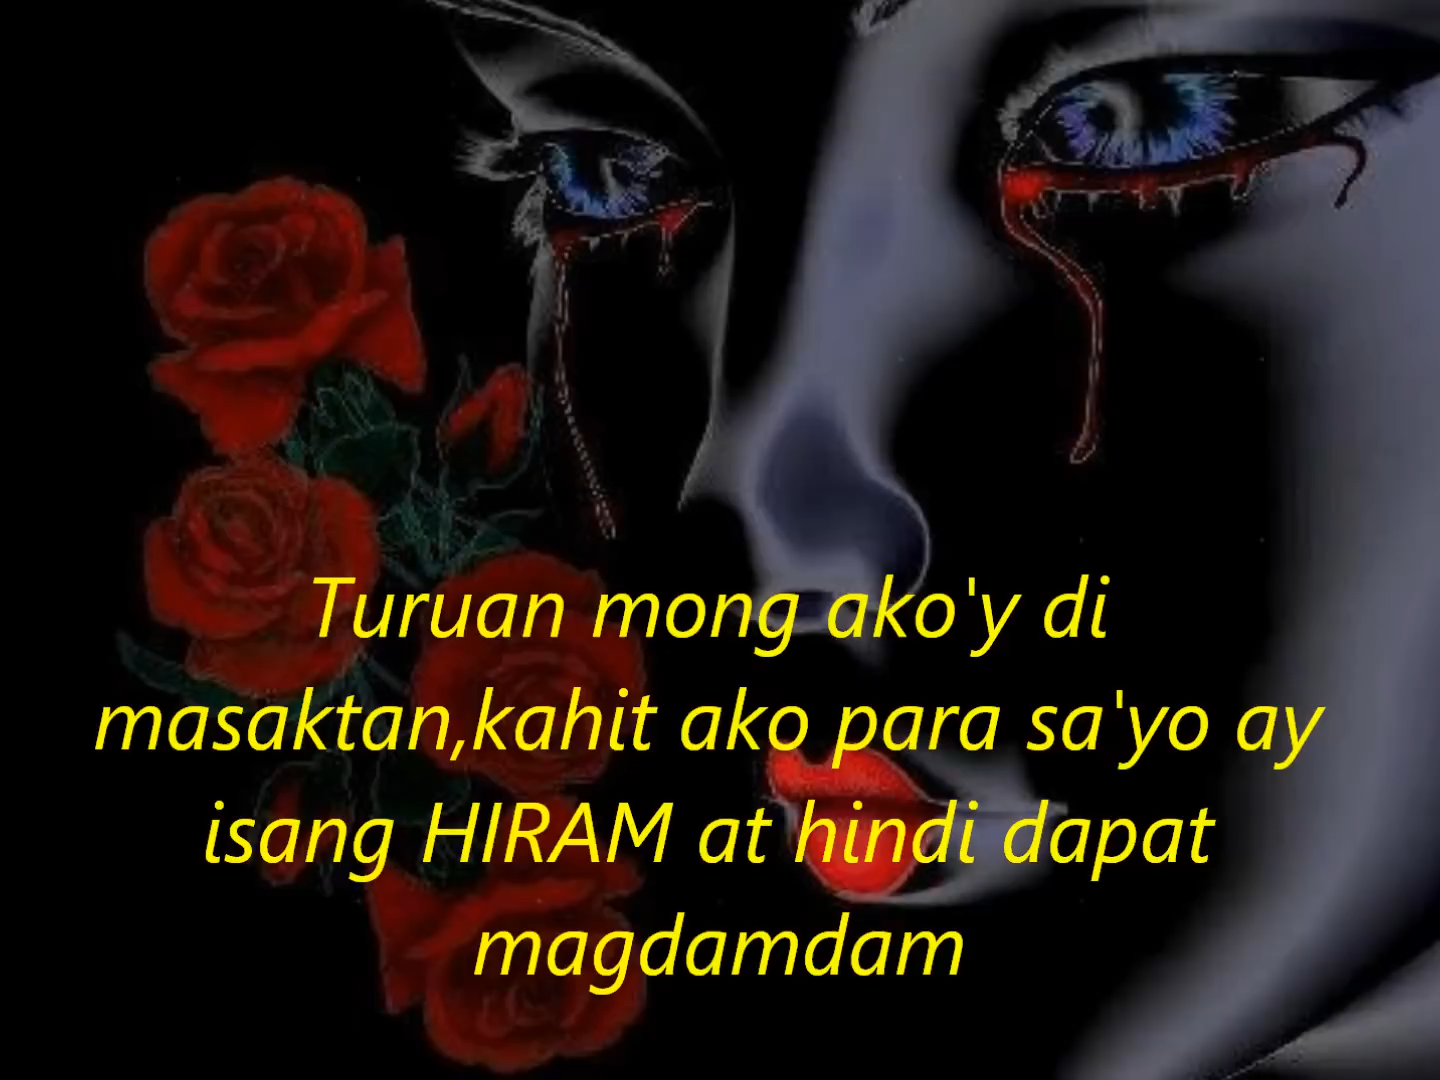 Turuan mong ako'y di
masaktan,kahit ako para sa'yo ay
isang HIRAM at hindi dapat
magdamdam